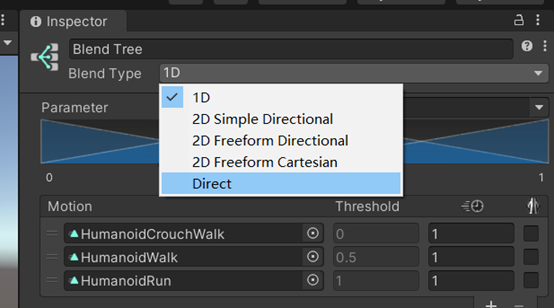 Inspector
Blend Tree
Blend Type 1D
1D
2D Simple Directional
2D Freeform Directional
2D Freeform Cartesian
Direct
Parameter
0 1
Motion Threshold
HumanoidCrouchWalk 0 1
HumanoidWalk 0.5 1
HumanoidRun 1 1